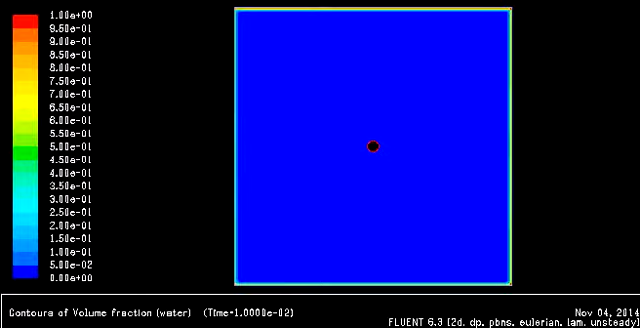 1.00e+00
9.50e-01
9.00e-01
8.50e-01
8.00e-01
7.50e-01
7.00e-01
6.50e-01
6.00e-01
5.50e-01
5.00e-01
4.50e-01
4.00e-01
3.50e-01
3.00e-01
2.50e-01
2.00e-01
1.50e-01
1.00e-01
5.00e-02
0.00e+00
Contours of Volume fraction (water) (Time=1.0000e-02)
Nov 04, 2014
FLUENT 6.3 (2d, dp, pbns, eulerian, lam, unsteady)